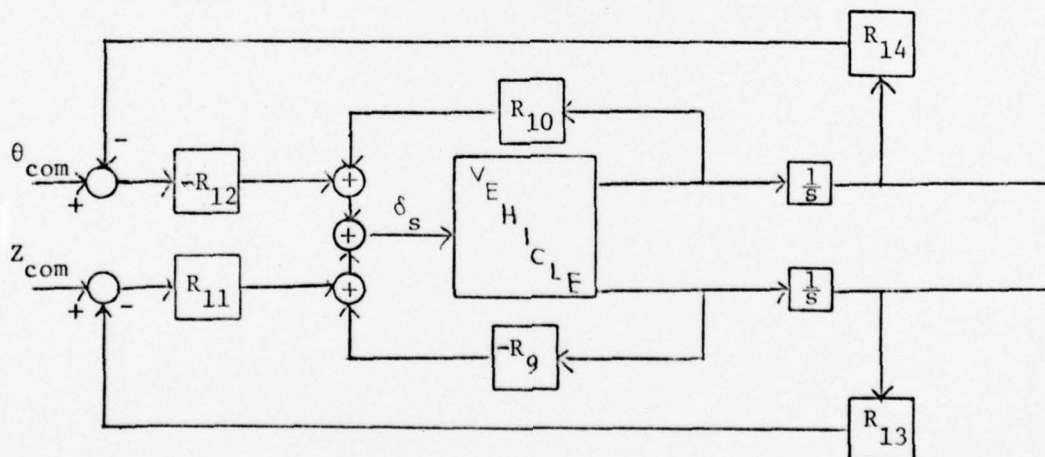 R14
R10
θcom
-
+
-R12
+
VEHICLE
1/s
+
δs
Zcom
+
-
R11
+
1/s
-R9
R13